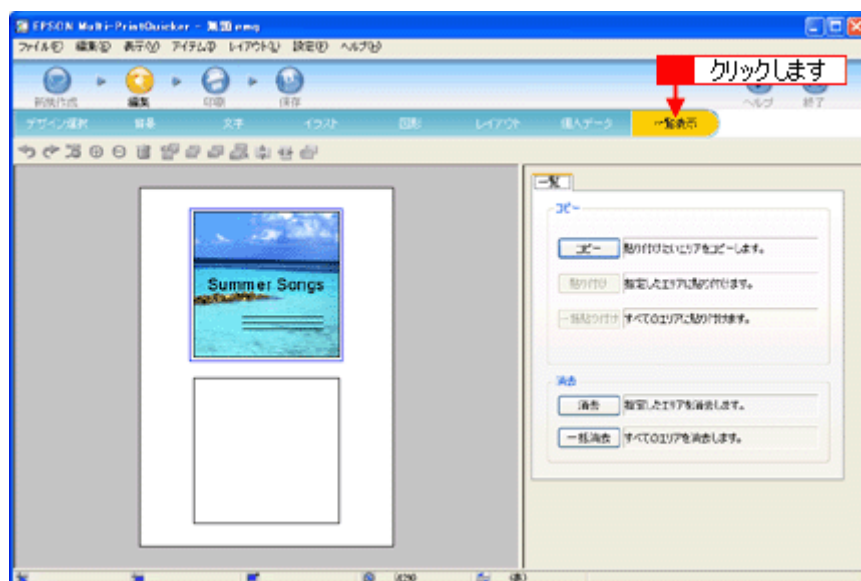 EPSON Multi-PrintQuicker - 無題.emq
ファイル(F) 編集(E) 表示(V) アイテム(I) レイアウト(L) 設定(P) ヘルプ(H)
クリックします
新規作成 編集 印刷 保存 ヘルプ 終了
デザイン選択 背景 文字 イラスト 図形 レイアウト 個人データ 一覧表示
一覧
コピー
コピー 貼り付けたいエリアをコピーします。
貼り付け 指定したエリアに貼り付けます。
一括貼り付け すべてのエリアに貼り付けます。
Summer Songs
消去
消去 指定したエリアを消去します。
一括消去 すべてのエリアを消去します。